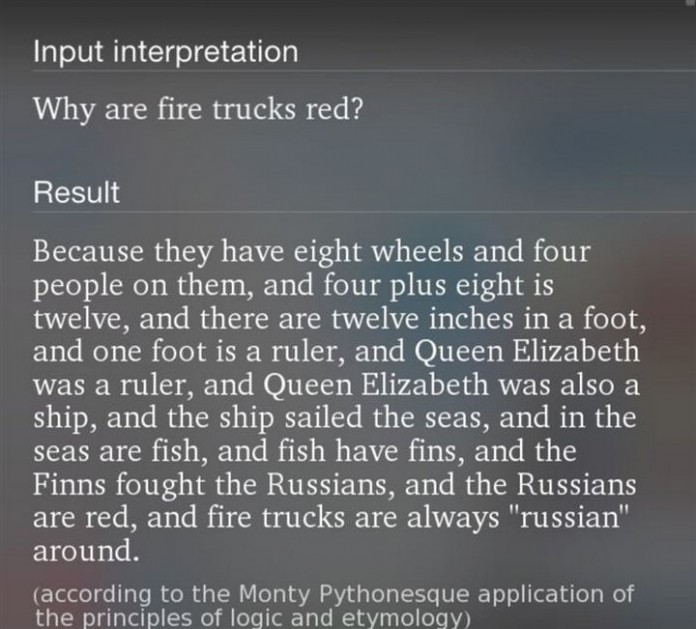 Input interpretation
Why are fire trucks red?
Result
Because they have eight wheels and four
people on them, and four plus eight is
twelve, and there are twelve inches in a foot,
and one foot is a ruler, and Queen Elizabeth
was a ruler, and Queen Elizabeth was also a
ship, and the ship sailed the seas, and in the
seas are fish, and fish have fins, and the
Finns fought the Russians, and the Russians
are red, and fire trucks are always "russian"
around.
(according to the Monty Pythonesque application of
the principles of logic and etymology)